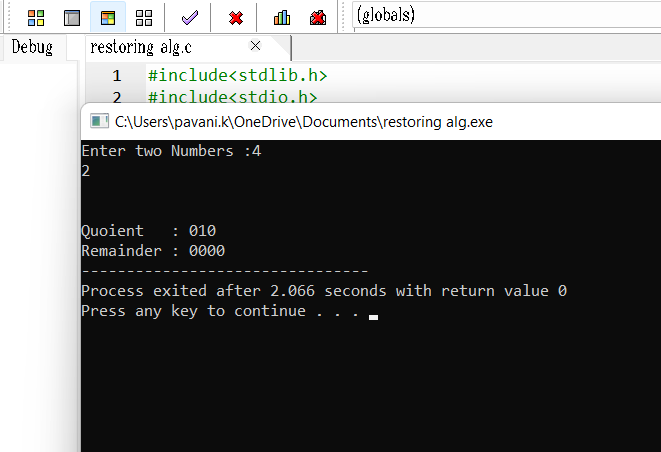 (globals)
Debug
restoring alg.c
1 #include<stdlib.h>
2 #include<stdio.h>
C:\Users\pavani.k\OneDrive\Documents\restoring alg.exe
Enter two Numbers :4
2
Quoient : 010
Remainder : 0000
--------------------------------
Process exited after 2.066 seconds with return value 0
Press any key to continue . . .